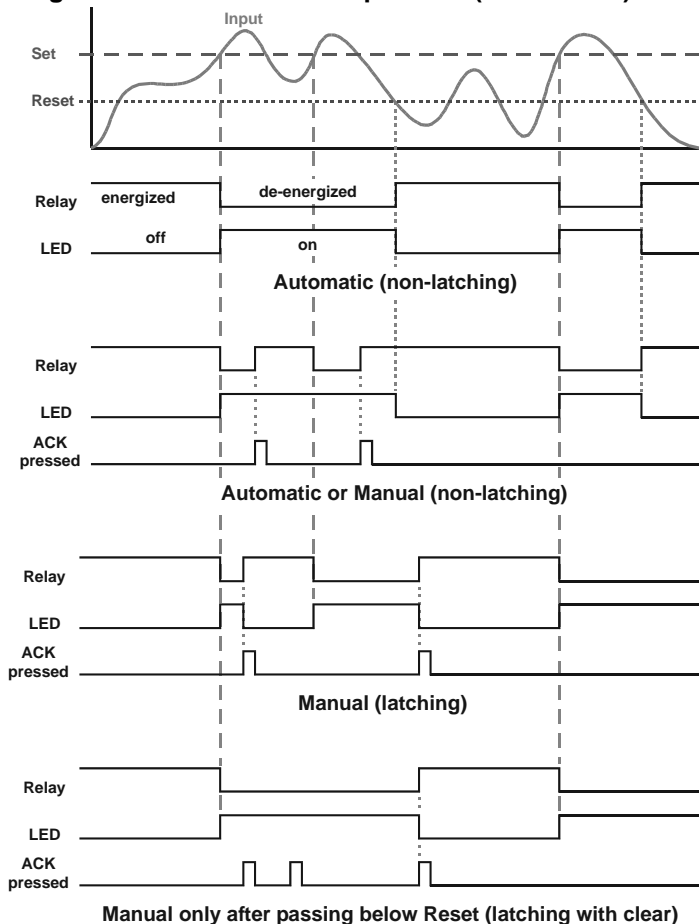 Input
Set
Reset
Relay
energized
de-energized
LED
off
on
Automatic (non-latching)
Relay
LED
ACK
pressed
Automatic or Manual (non-latching)
Relay
LED
ACK
pressed
Manual (latching)
Relay
LED
ACK
pressed
Manual only after passing below Reset (latching with clear)